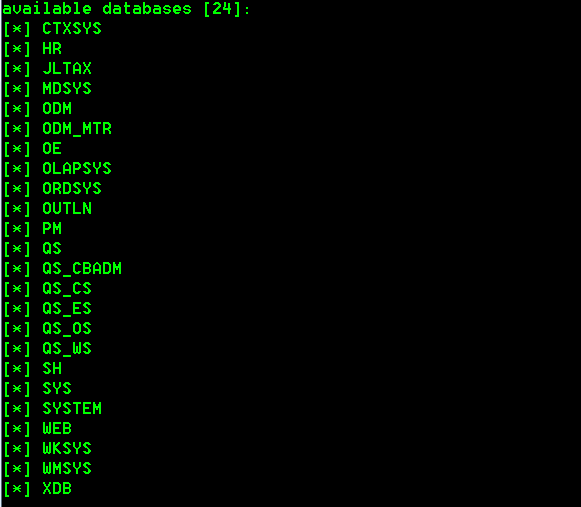 available databases [24]:
[*] CTXSYS
[*] HR
[*] JLTAX
[*] MDSYS
[*] ODM
[*] ODM_MTR
[*] OE
[*] OLAPSYS
[*] ORDSYS
[*] OUTLN
[*] PM
[*] QS
[*] QS_CBADM
[*] QS_CS
[*] QS_ES
[*] QS_OS
[*] QS_WS
[*] SH
[*] SYS
[*] SYSTEM
[*] WEB
[*] WKSYS
[*] WMSYS
[*] XDB